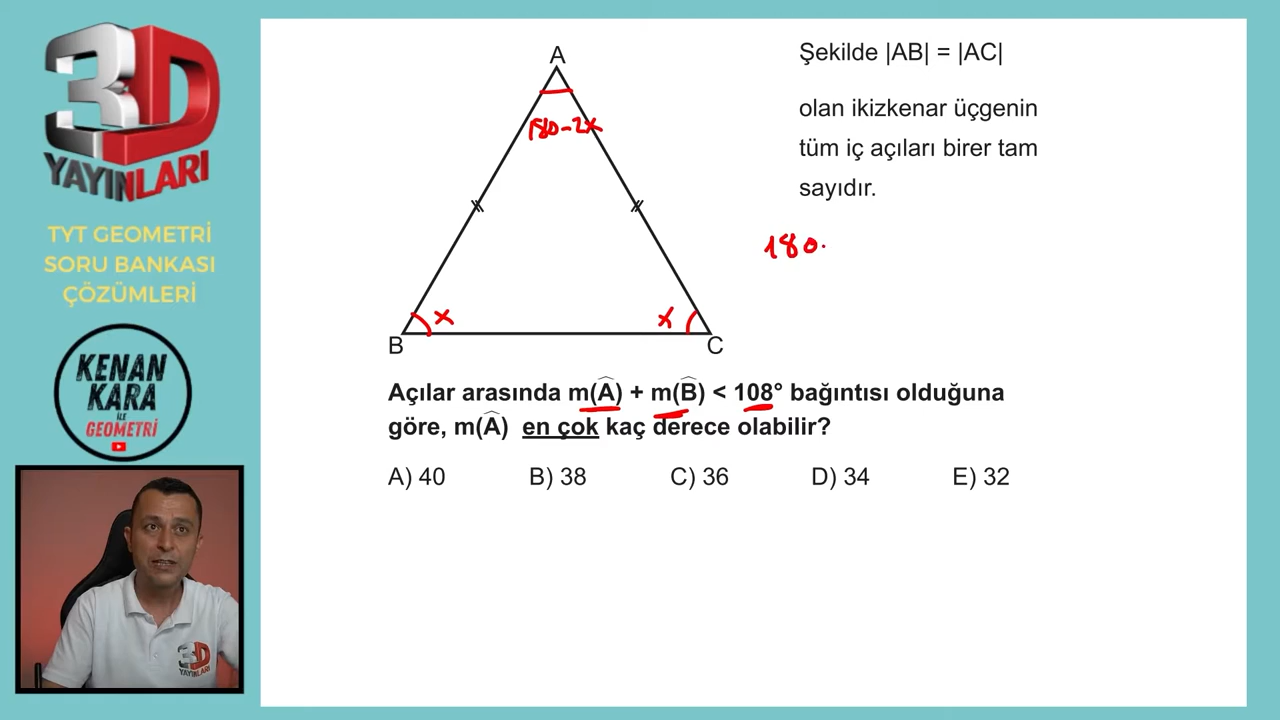 3D
YAYINLARI
TYT GEOMETRİ
SORU BANKASI
ÇÖZÜMLERİ
KENAN
KARA
İLE
GEOMETRİ
3D
YAYINLARI
A
180-2x
x
x
B
C
Şekilde |AB| = |AC|
olan ikizkenar üçgenin
tüm iç açıları birer tam
sayıdır.
180
Açılar arasında m(Â) + m(B̂) < 108° bağıntısı olduğuna
göre, m(Â) en çok kaç derece olabilir?
A) 40 B) 38 C) 36 D) 34 E) 32